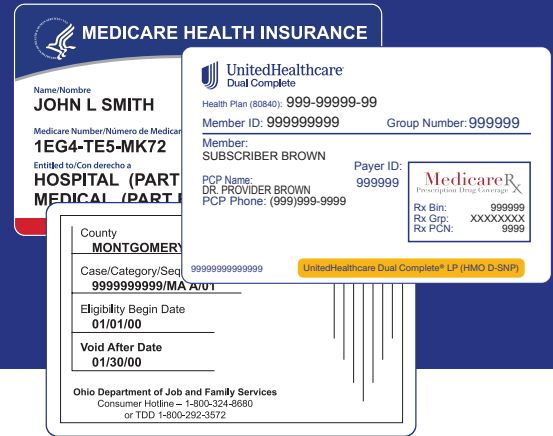 MEDICARE HEALTH INSURANCE
Name/Nombre
JOHN L SMITH
Medicare Number/Número de Medicar
1EG4-TE5-MK72
Entitled to/Con derecho a
HOSPITAL (PART
MEDICAL (PART
UnitedHealthcare®
Dual Complete
Health Plan (80840): 999-99999-99
Member ID: 999999999 Group Number: 999999
Member:
SUBSCRIBER BROWN
Payer ID:
999999
PCP Name:
DR. PROVIDER BROWN
PCP Phone: (999)999-9999
MedicareRx
Prescription Drug Coverage
Rx Bin: 999999
Rx Grp: XXXXXXXX
Rx PCN: 9999
99999999999999 UnitedHealthcare Dual Complete® LP (HMO D-SNP)
County
MONTGOMERY
Case/Category/Seq
9999999999/MA A/01
Eligibility Begin Date
01/01/00
Void After Date
01/30/00
Ohio Department of Job and Family Services
Consumer Hotline – 1-800-324-8680
or TDD 1-800-292-3572